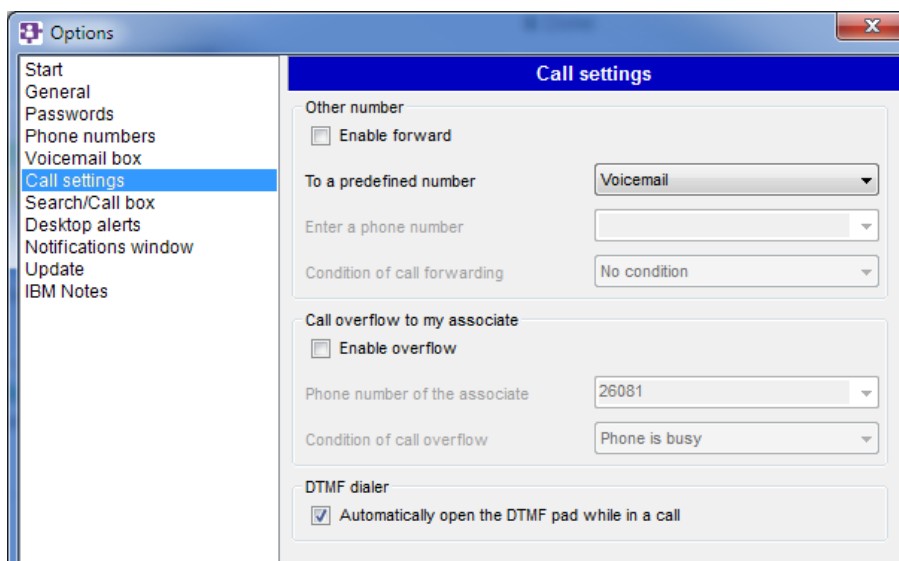 Options
Start
General
Passwords
Phone numbers
Voicemail box
Call settings
Search/Call box
Desktop alerts
Notifications window
Update
IBM Notes
Call settings
Other number
Enable forward
To a predefined number Voicemail
Enter a phone number
Condition of call forwarding No condition
Call overflow to my associate
Enable overflow
Phone number of the associate 26081
Condition of call overflow Phone is busy
DTMF dialer
Automatically open the DTMF pad while in a call